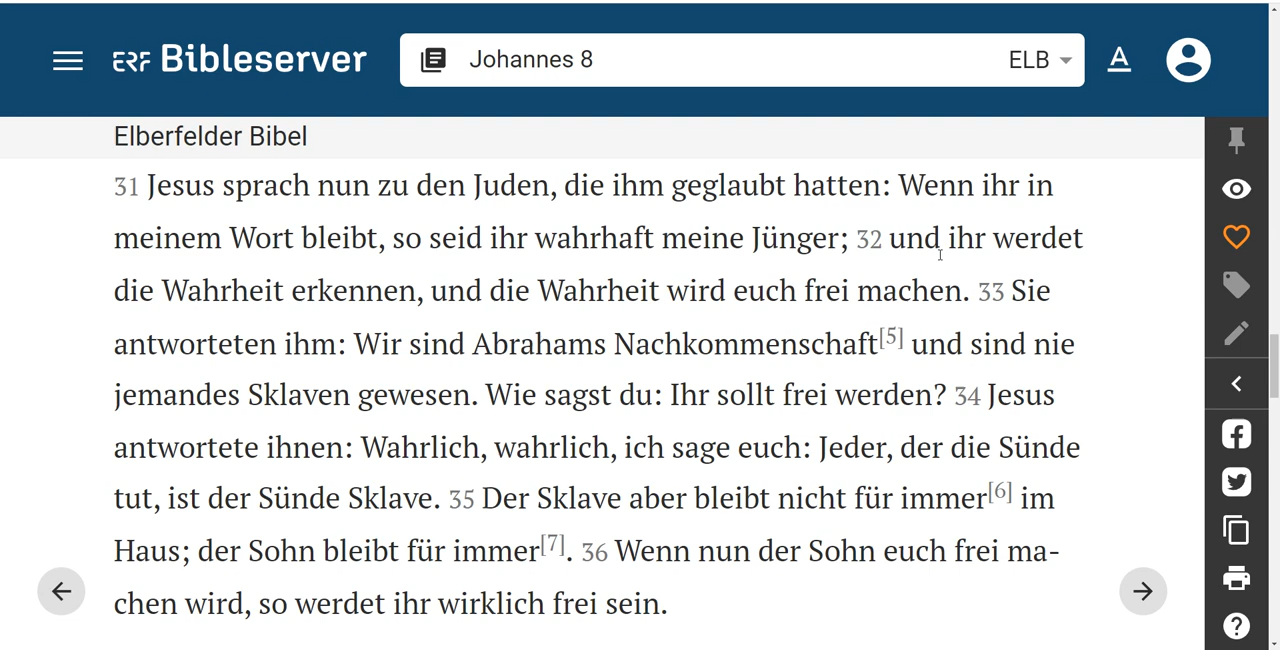 ERF Bibleserver
Johannes 8
ELB
A
Elberfelder Bibel
31 Jesus sprach nun zu den Juden, die ihm geglaubt hatten: Wenn ihr in
meinem Wort bleibt, so seid ihr wahrhaft meine Jünger; 32 und ihr werdet
die Wahrheit erkennen, und die Wahrheit wird euch frei machen. 33 Sie
antworteten ihm: Wir sind Abrahams Nachkommenschaft[5] und sind nie
jemandes Sklaven gewesen. Wie sagst du: Ihr sollt frei werden? 34 Jesus
antwortete ihnen: Wahrlich, wahrlich, ich sage euch: Jeder, der die Sünde
tut, ist der Sünde Sklave. 35 Der Sklave aber bleibt nicht für immer[6] im
Haus; der Sohn bleibt für immer[7]. 36 Wenn nun der Sohn euch frei ma-
chen wird, so werdet ihr wirklich frei sein.